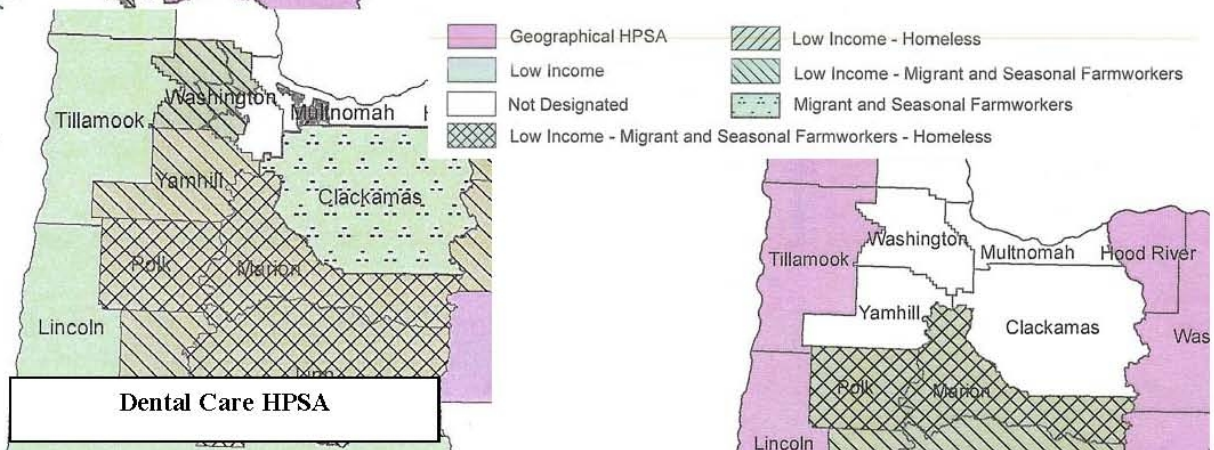 Geographical HPSA
Low Income
Not Designated
Low Income - Migrant and Seasonal Farmworkers - Homeless
Low Income - Homeless
Low Income - Migrant and Seasonal Farmworkers
Migrant and Seasonal Farmworkers
Washington
Multnomah
Tillamook
Yamhill
Clackamas
Polk
Marion
Lincoln
Linn
Dental Care HPSA
Washington
Multnomah
Hood River
Tillamook
Yamhill
Clackamas
Was
Polk
Marion
Lincoln